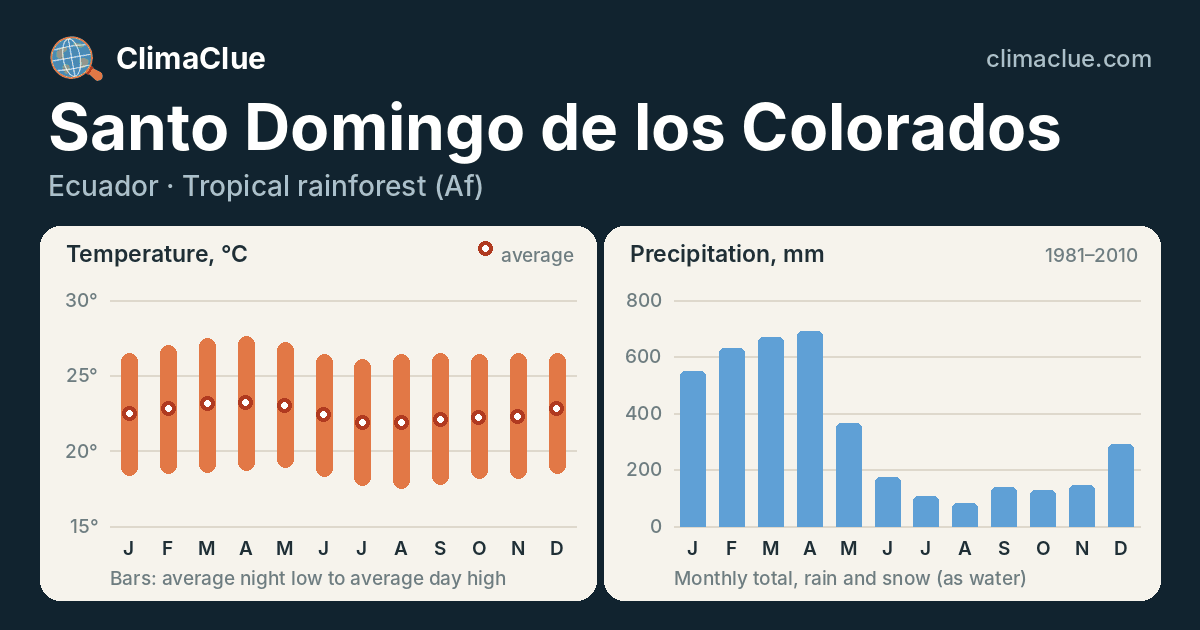 ClimaClue
climaclue.com
Santo Domingo de los Colorados
Ecuador · Tropical rainforest (Af)
Temperature, °C
average
30°
25°
20°
15°
J F M A M J J A S O N D
Bars: average night low to average day high
Precipitation, mm
1981–2010
800
600
400
200
0
J F M A M J J A S O N D
Monthly total, rain and snow (as water)